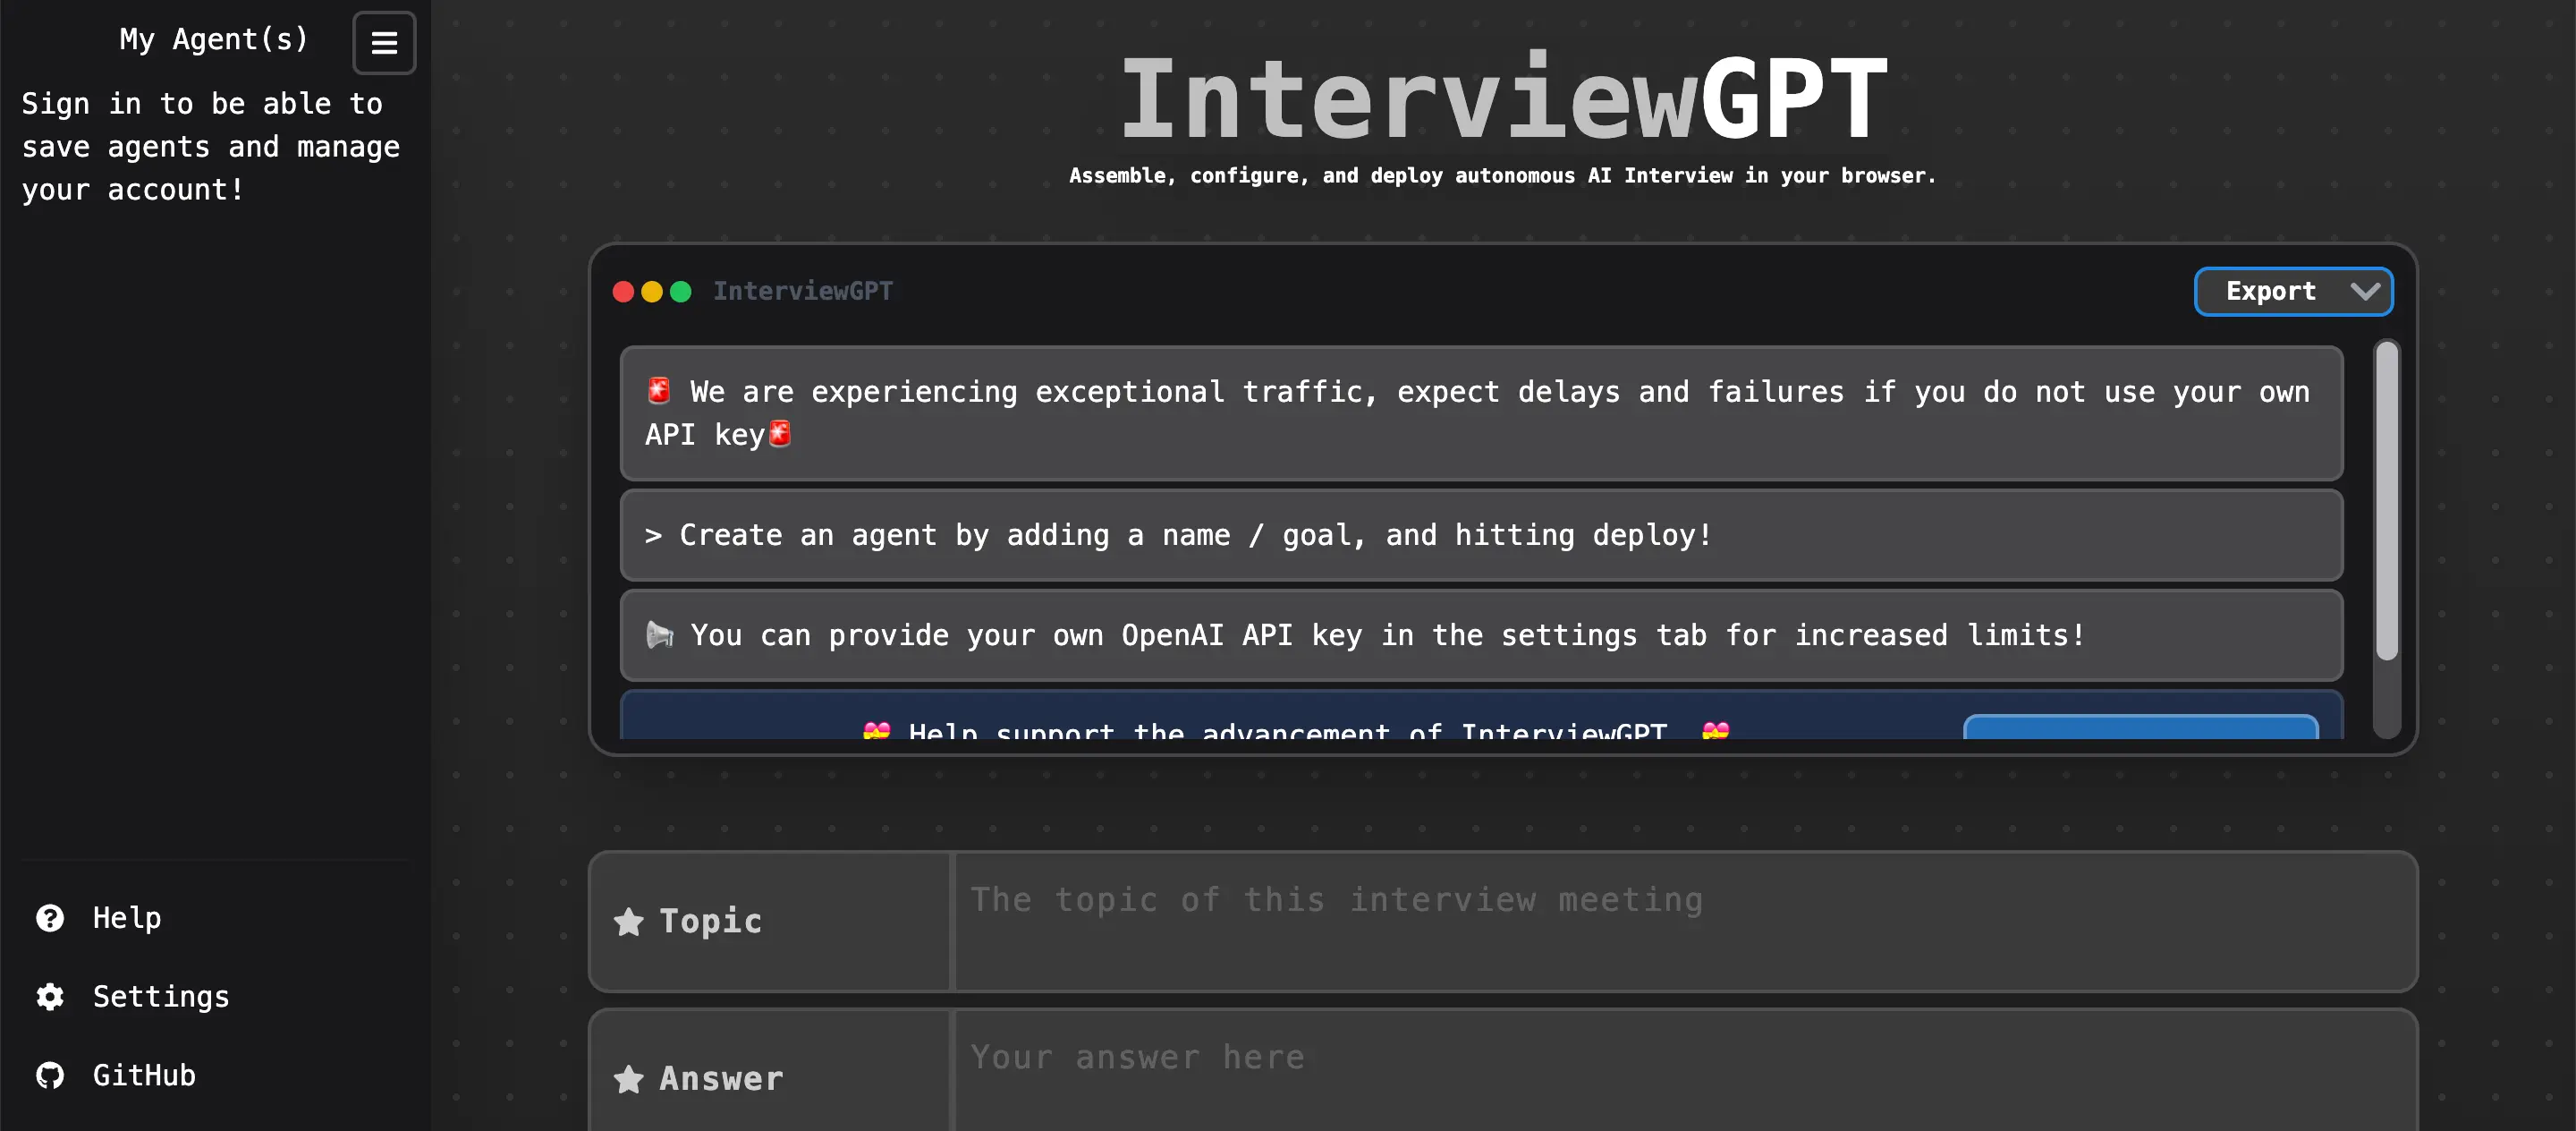 My Agent(s)
Sign in to be able to
save agents and manage
your account!
Help
Settings
GitHub
InterviewGPT
Assemble, configure, and deploy autonomous AI Interview in your browser.
InterviewGPT
Export
🚨 We are experiencing exceptional traffic, expect delays and failures if you do not use your own
API key🚨
> Create an agent by adding a name / goal, and hitting deploy!
📢 You can provide your own OpenAI API key in the settings tab for increased limits!
💝 Help support the advancement of InterviewGPT 💝
Topic
The topic of this interview meeting
Answer
Your answer here